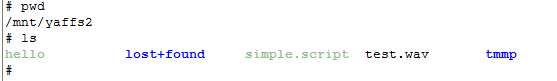 # pwd
/mnt/yaffs2
# ls
hello lost+found simple.script test.wav tmmp
#